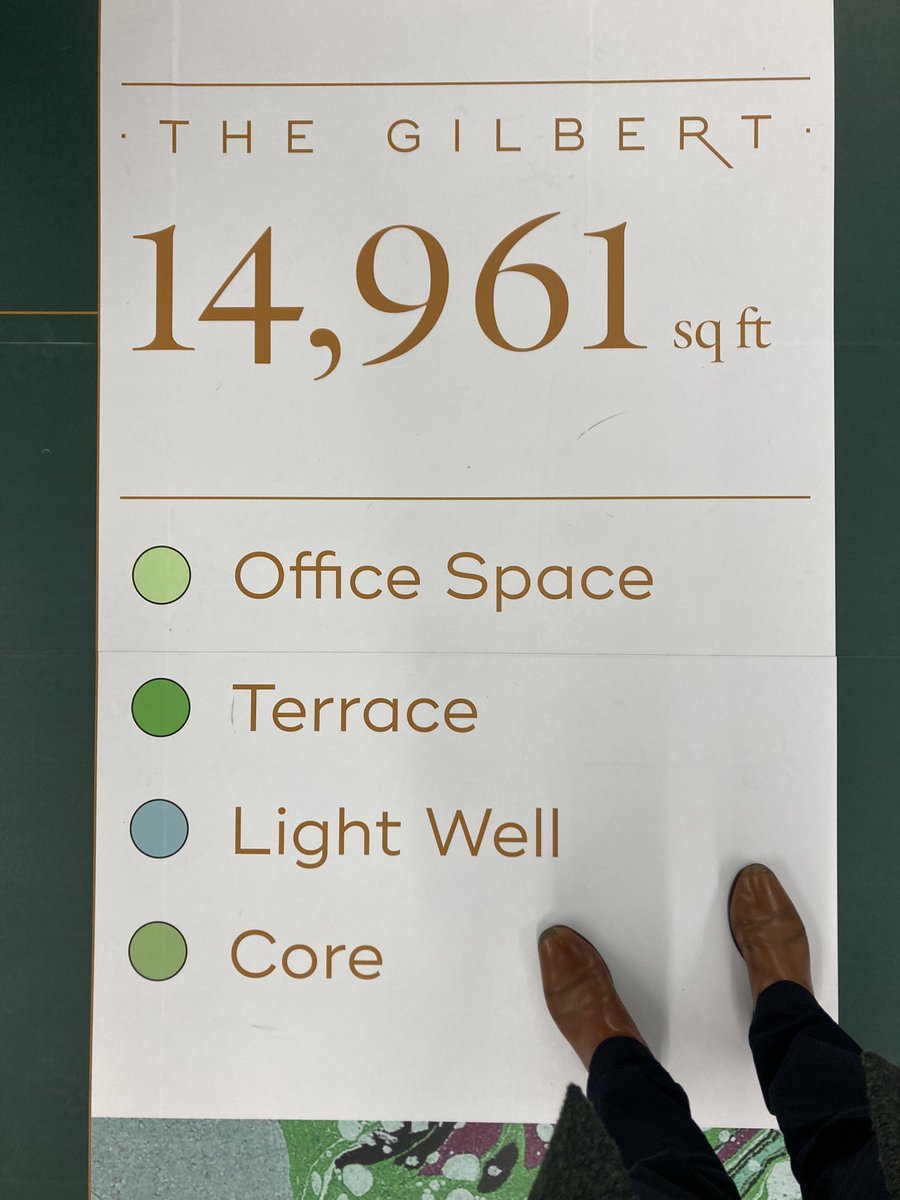 · THE GILBERT ·
14,961 sq ft
Office Space
Terrace
Light Well
Core